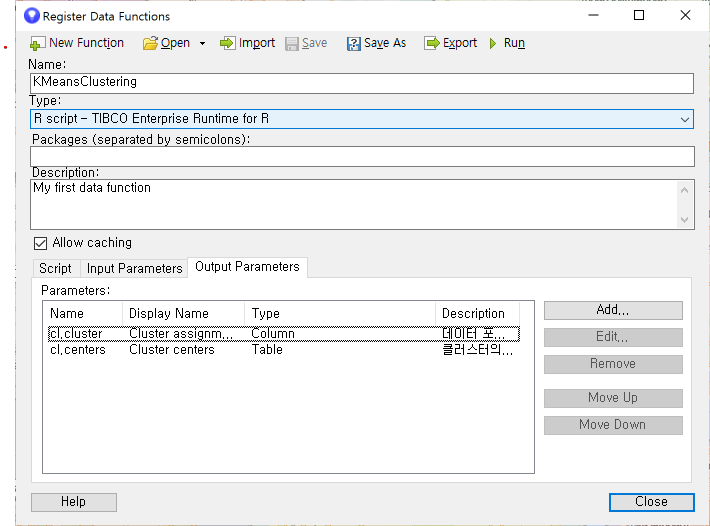 Register Data Functions
New Function Open Import Save Save As Export Run
Name:
KMeansClustering
Type:
R script - TIBCO Enterprise Runtime for R
Packages (separated by semicolons):
Description:
My first data function
Allow caching
Script Input Parameters Output Parameters
Parameters:
Name Display Name Type Description
cl.cluster Cluster assignm... Column 데이터 포...
cl.centers Cluster centers Table 클러스터의...
Add...
Edit...
Remove
Move Up
Move Down
Help Close